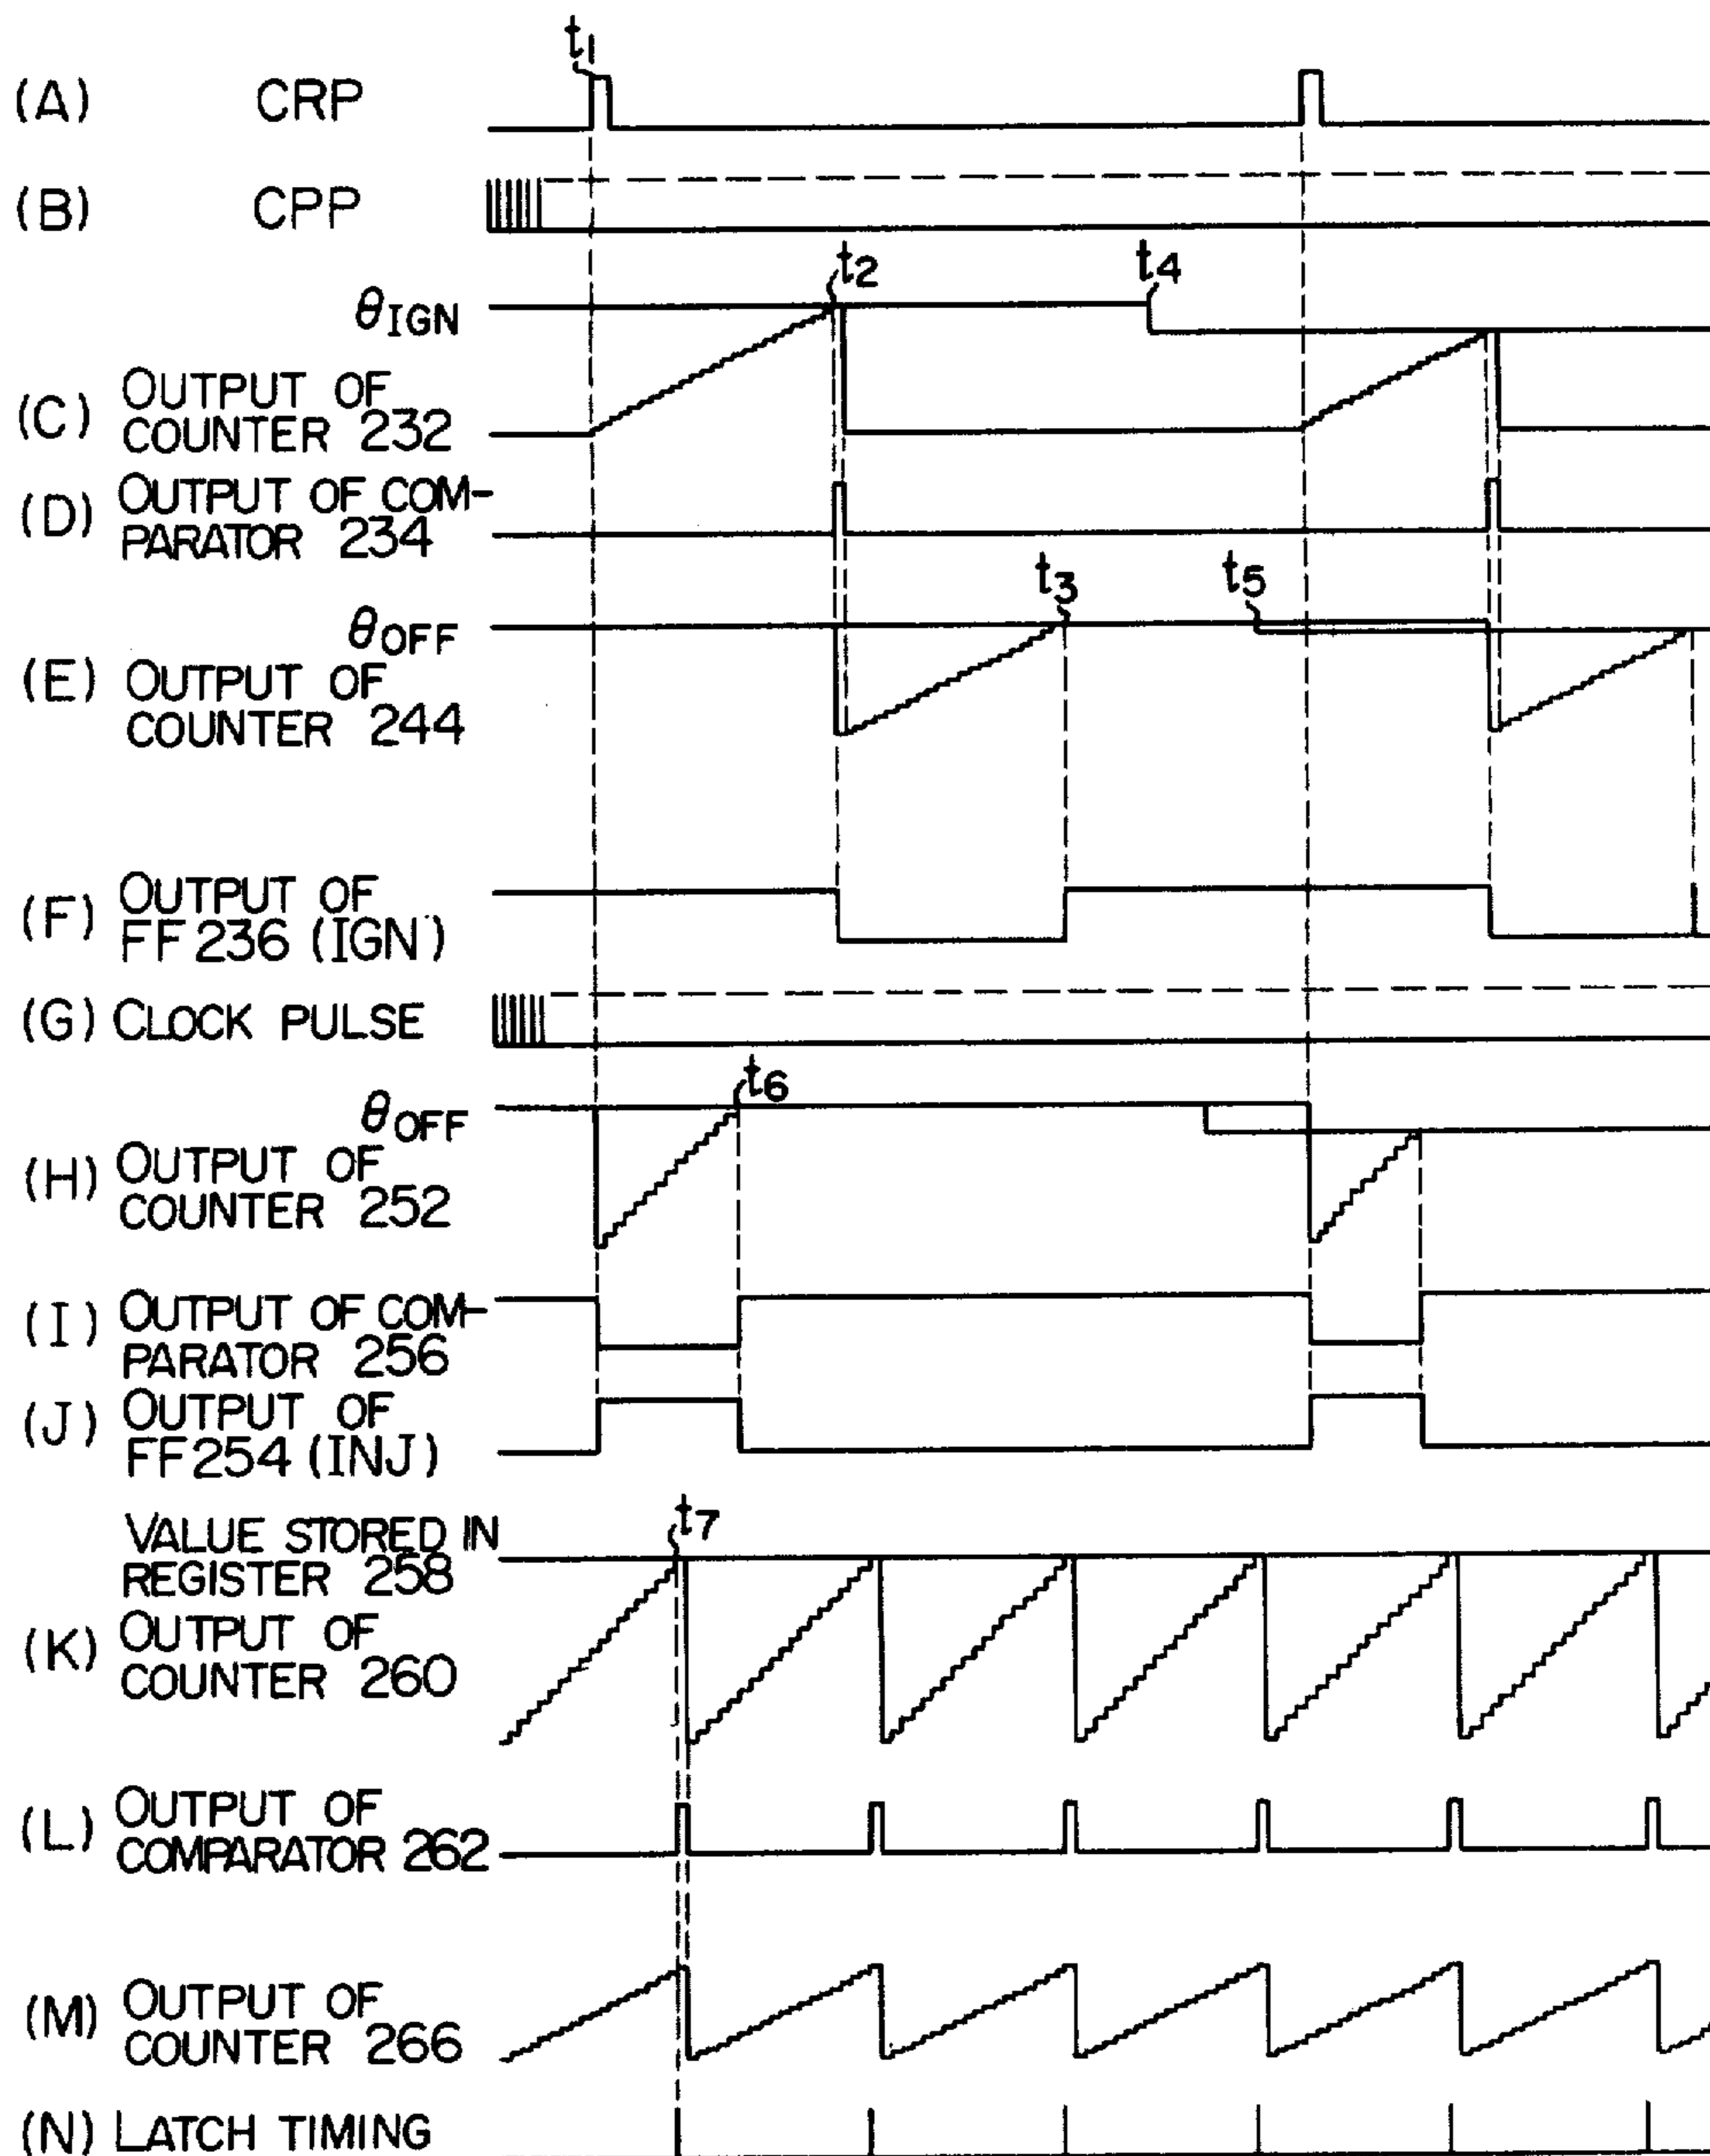 t1
(A) CRP
(B) CPP
t2
t4
θIGN
(C) OUTPUT OF
COUNTER 232
(D) OUTPUT OF COM-
PARATOR 234
t3
t5
θOFF
(E) OUTPUT OF
COUNTER 244
(F) OUTPUT OF
FF236 (IGN)
(G) CLOCK PULSE
t6
θOFF
(H) OUTPUT OF
COUNTER 252
(I) OUTPUT OF COM-
PARATOR 256
(J) OUTPUT OF
FF254 (INJ)
t7
VALUE STORED IN
REGISTER 258
(K) OUTPUT OF
COUNTER 260
(L) OUTPUT OF
COMPARATOR 262
(M) OUTPUT OF
COUNTER 266
(N) LATCH TIMING